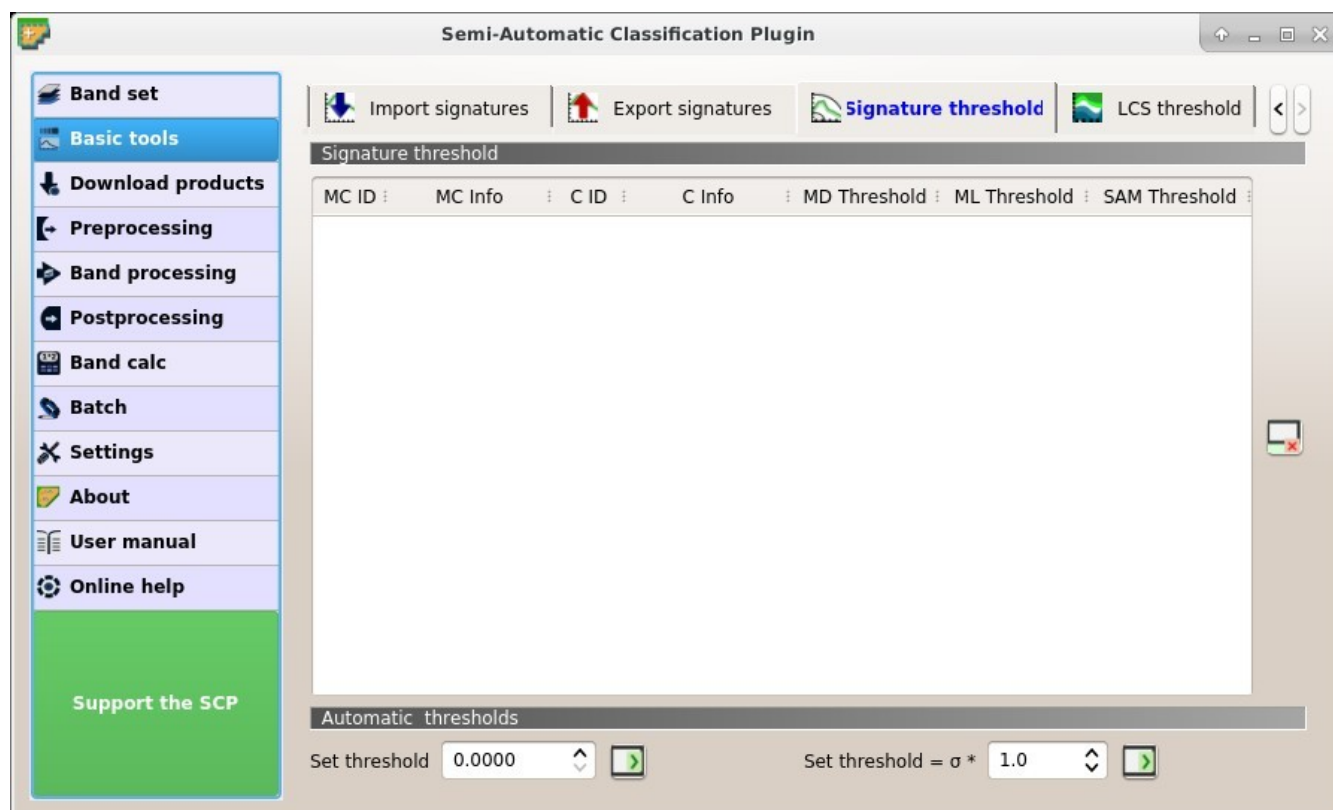 Semi-Automatic Classification Plugin
Band set
Basic tools
Download products
Preprocessing
Band processing
Postprocessing
Band calc
Batch
Settings
About
User manual
Online help
Support the SCP
Import signatures Export signatures Signature threshold LCS threshold < >
Signature threshold
MC ID MC Info C ID C Info MD Threshold ML Threshold SAM Threshold
Automatic thresholds
Set threshold 0.0000 Set threshold = σ * 1.0